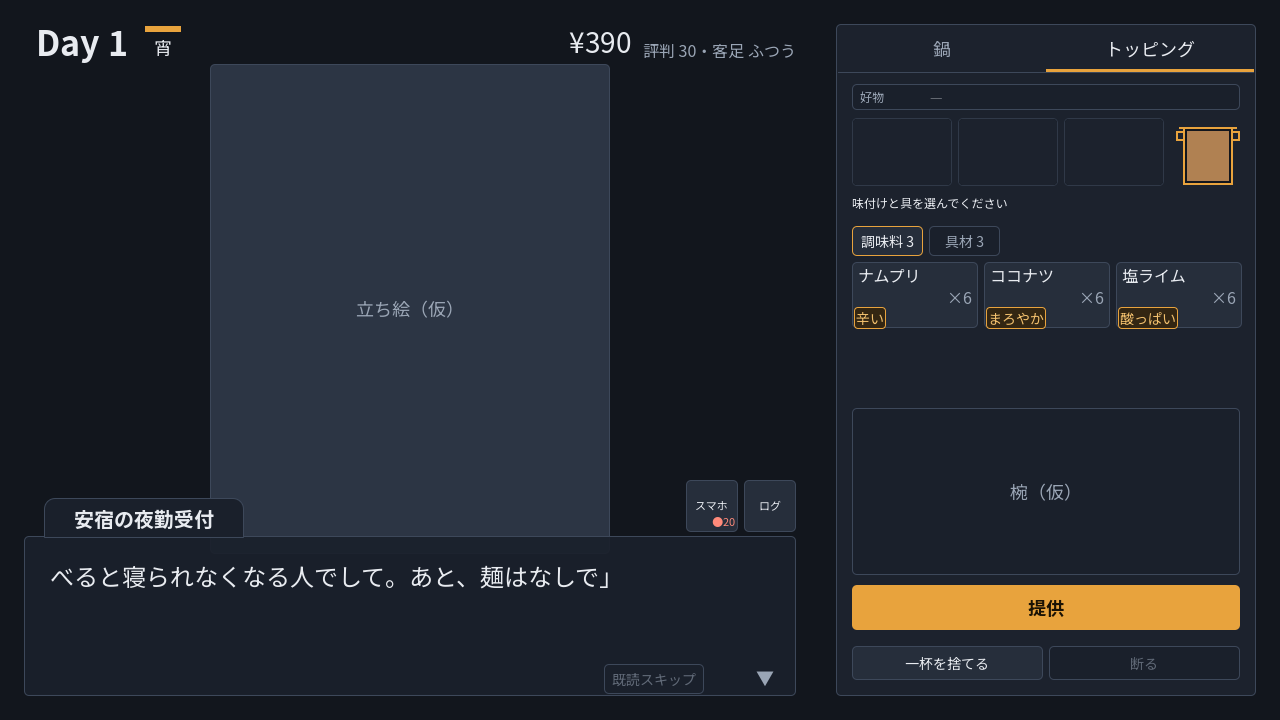 Day 1
宵
¥390
評判 30・客足 ふつう
立ち絵（仮）
スマホ
20
ログ
安宿の夜勤受付
べると寝られなくなる人でして。あと、麺はなしで」
既読スキップ
▼
鍋
トッピング
好物
—
味付けと具を選んでください
調味料 3
具材 3
ナムプリ
×6
辛い
ココナツ
×6
まろやか
塩ライム
×6
酸っぱい
椀（仮）
提供
一杯を捨てる
断る